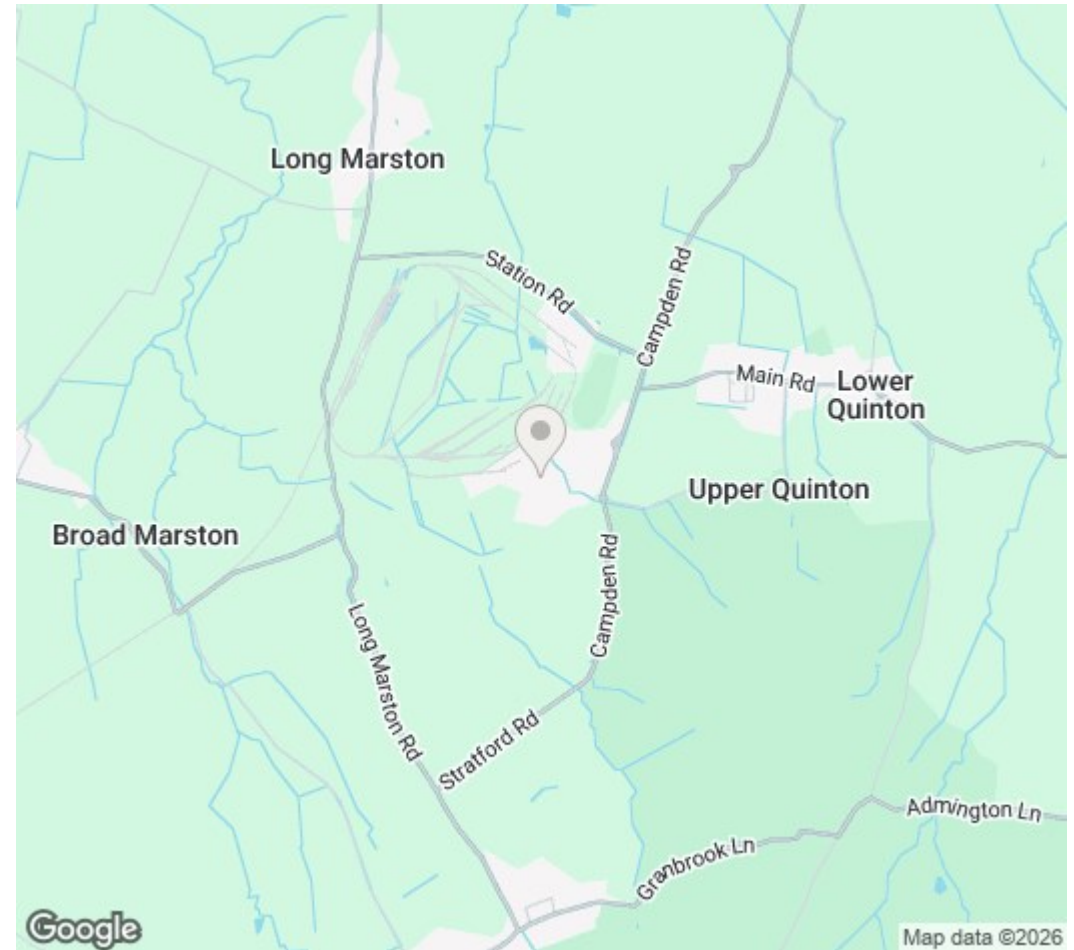 Long Marston
Station Rd
Campden Rd
Main Rd
Lower
Quinton
Upper Quinton
Broad Marston
Campden Rd
Long Marston Rd
Stratford Rd
Admington Ln
Granbrook Ln
Google
Map data ©2026